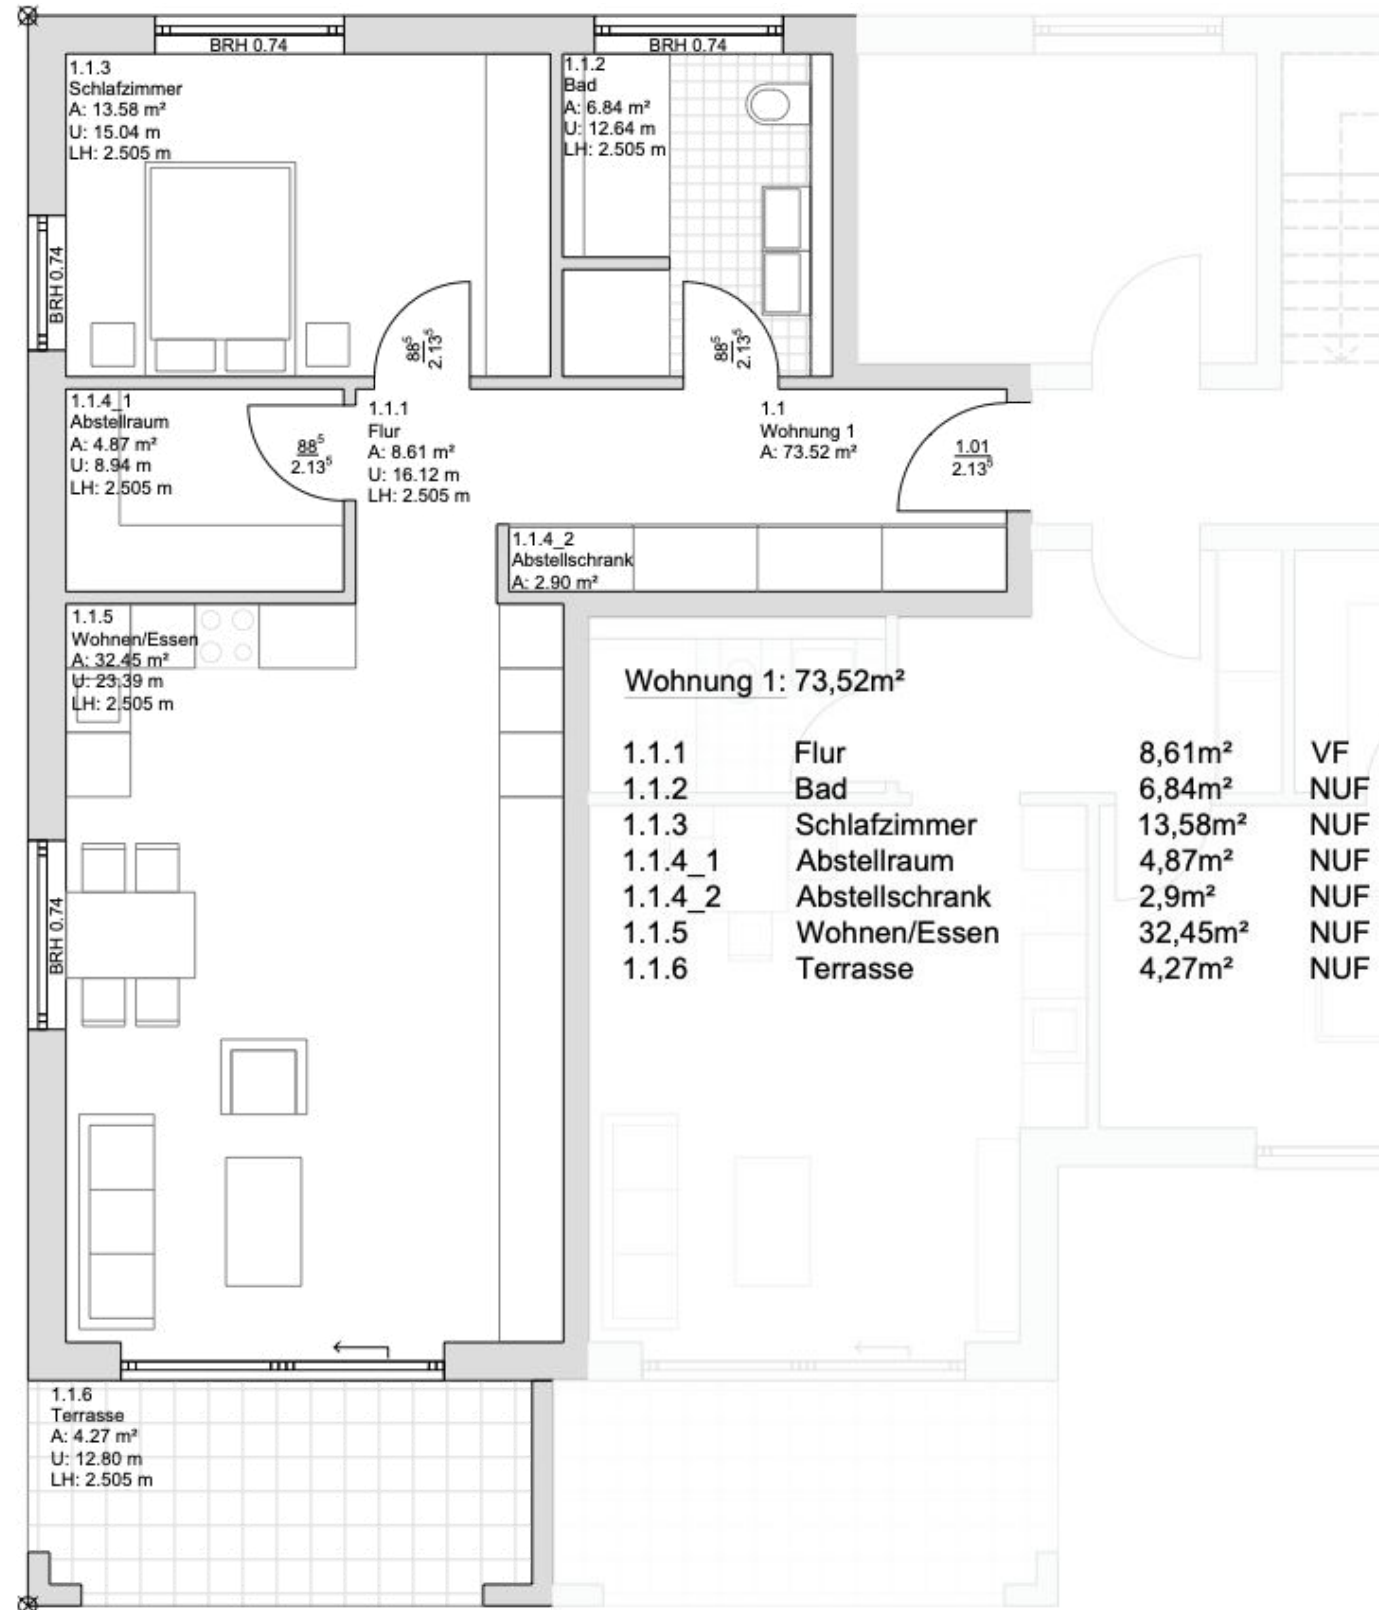 BRH 0.74
BRH 0.74
1.1.3
Schlafzimmer
A: 13.58 m²
U: 15.04 m
LH: 2.505 m
1.1.2
Bad
A: 6.84 m²
U: 12.64 m
LH: 2.505 m
BRH 0.74
88⁵
2.13⁵
88⁵
2.13⁵
1.1.4_1
Abstellraum
A: 4.87 m²
U: 8.94 m
LH: 2.505 m
88⁵
2.13⁵
1.1.1
Flur
A: 8.61 m²
U: 16.12 m
LH: 2.505 m
1.1
Wohnung 1
A: 73.52 m²
1.01
2.13⁵
1.1.4_2
Abstellschrank
A: 2.90 m²
1.1.5
Wohnen/Essen
A: 32.45 m²
U: 23.39 m
LH: 2.505 m
Wohnung 1: 73,52m²
1.1.1 Flur 8,61m² VF
1.1.2 Bad 6,84m² NUF
1.1.3 Schlafzimmer 13,58m² NUF
1.1.4_1 Abstellraum 4,87m² NUF
1.1.4_2 Abstellschrank 2,9m² NUF
1.1.5 Wohnen/Essen 32,45m² NUF
1.1.6 Terrasse 4,27m² NUF
BRH 0.74
1.1.6
Terrasse
A: 4.27 m²
U: 12.80 m
LH: 2.505 m